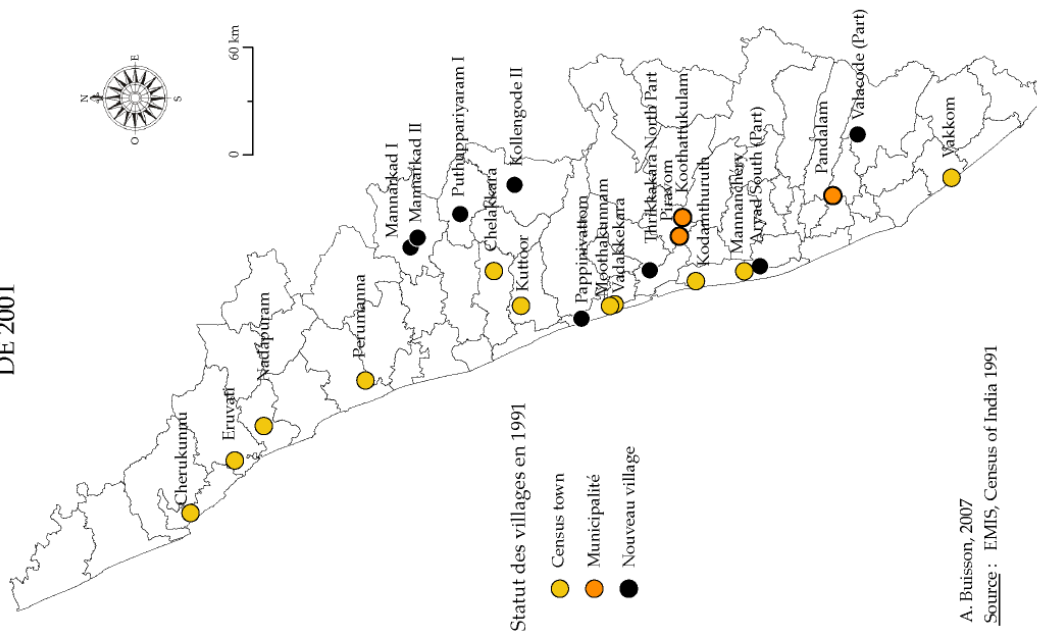 DE 2001
N
O
E
S
0
60 km
Cherukunnu
Eruvatti
Nadapuram
Perumanna
Mannarkad I
Mannarkad II
Puthuppariyaram I
Chelakkara
Kollengode II
Kuttoor
Pappinivattom
Moothakunnam
Vadakkekara
Thrikkakara North Part
Piravom
Koothattukulam
Kodamthuruth
Mannanchery
Aryad South (Part)
Pandalam
Valacode (Part)
Vakkom
Statut des villages en 1991
Census town
Municipalité
Nouveau village
A. Buisson, 2007
Source : EMIS, Census of India 1991